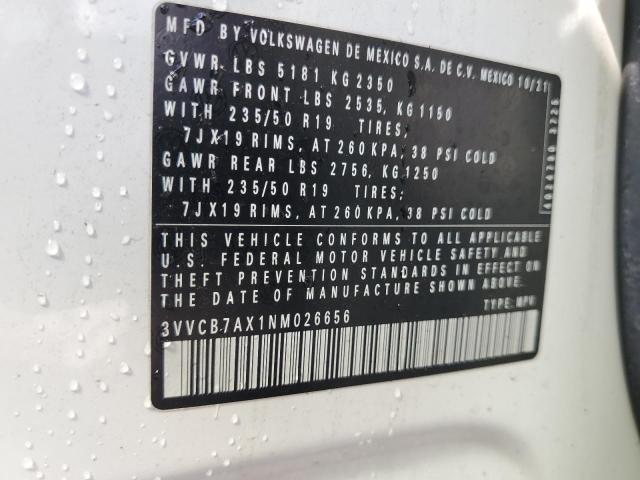 MFD BY VOLKSWAGEN DE MEXICO S.A. DE C.V. MEXICO 10/21
GVWR LBS 5181 KG 2350
GAWR FRONT LBS 2535, KG 1150
WITH 235/50 R19 TIRES;
7JX19 RIMS, AT 260 KPA, 38 PSI COLD
GAWR REAR LBS 2756, KG 1250
WITH 235/50 R19 TIRES;
7JX19 RIMS, AT 260 KPA, 38 PSI COLD
THIS VEHICLE CONFORMS TO ALL APPLICABLE
U.S. FEDERAL MOTOR VEHICLE SAFETY AND
THEFT PREVENTION STANDARDS IN EFFECT ON
THE DATE OF MANUFACTURE SHOWN ABOVE.
3VVCB7AX1NM026656 TYPE: MPV